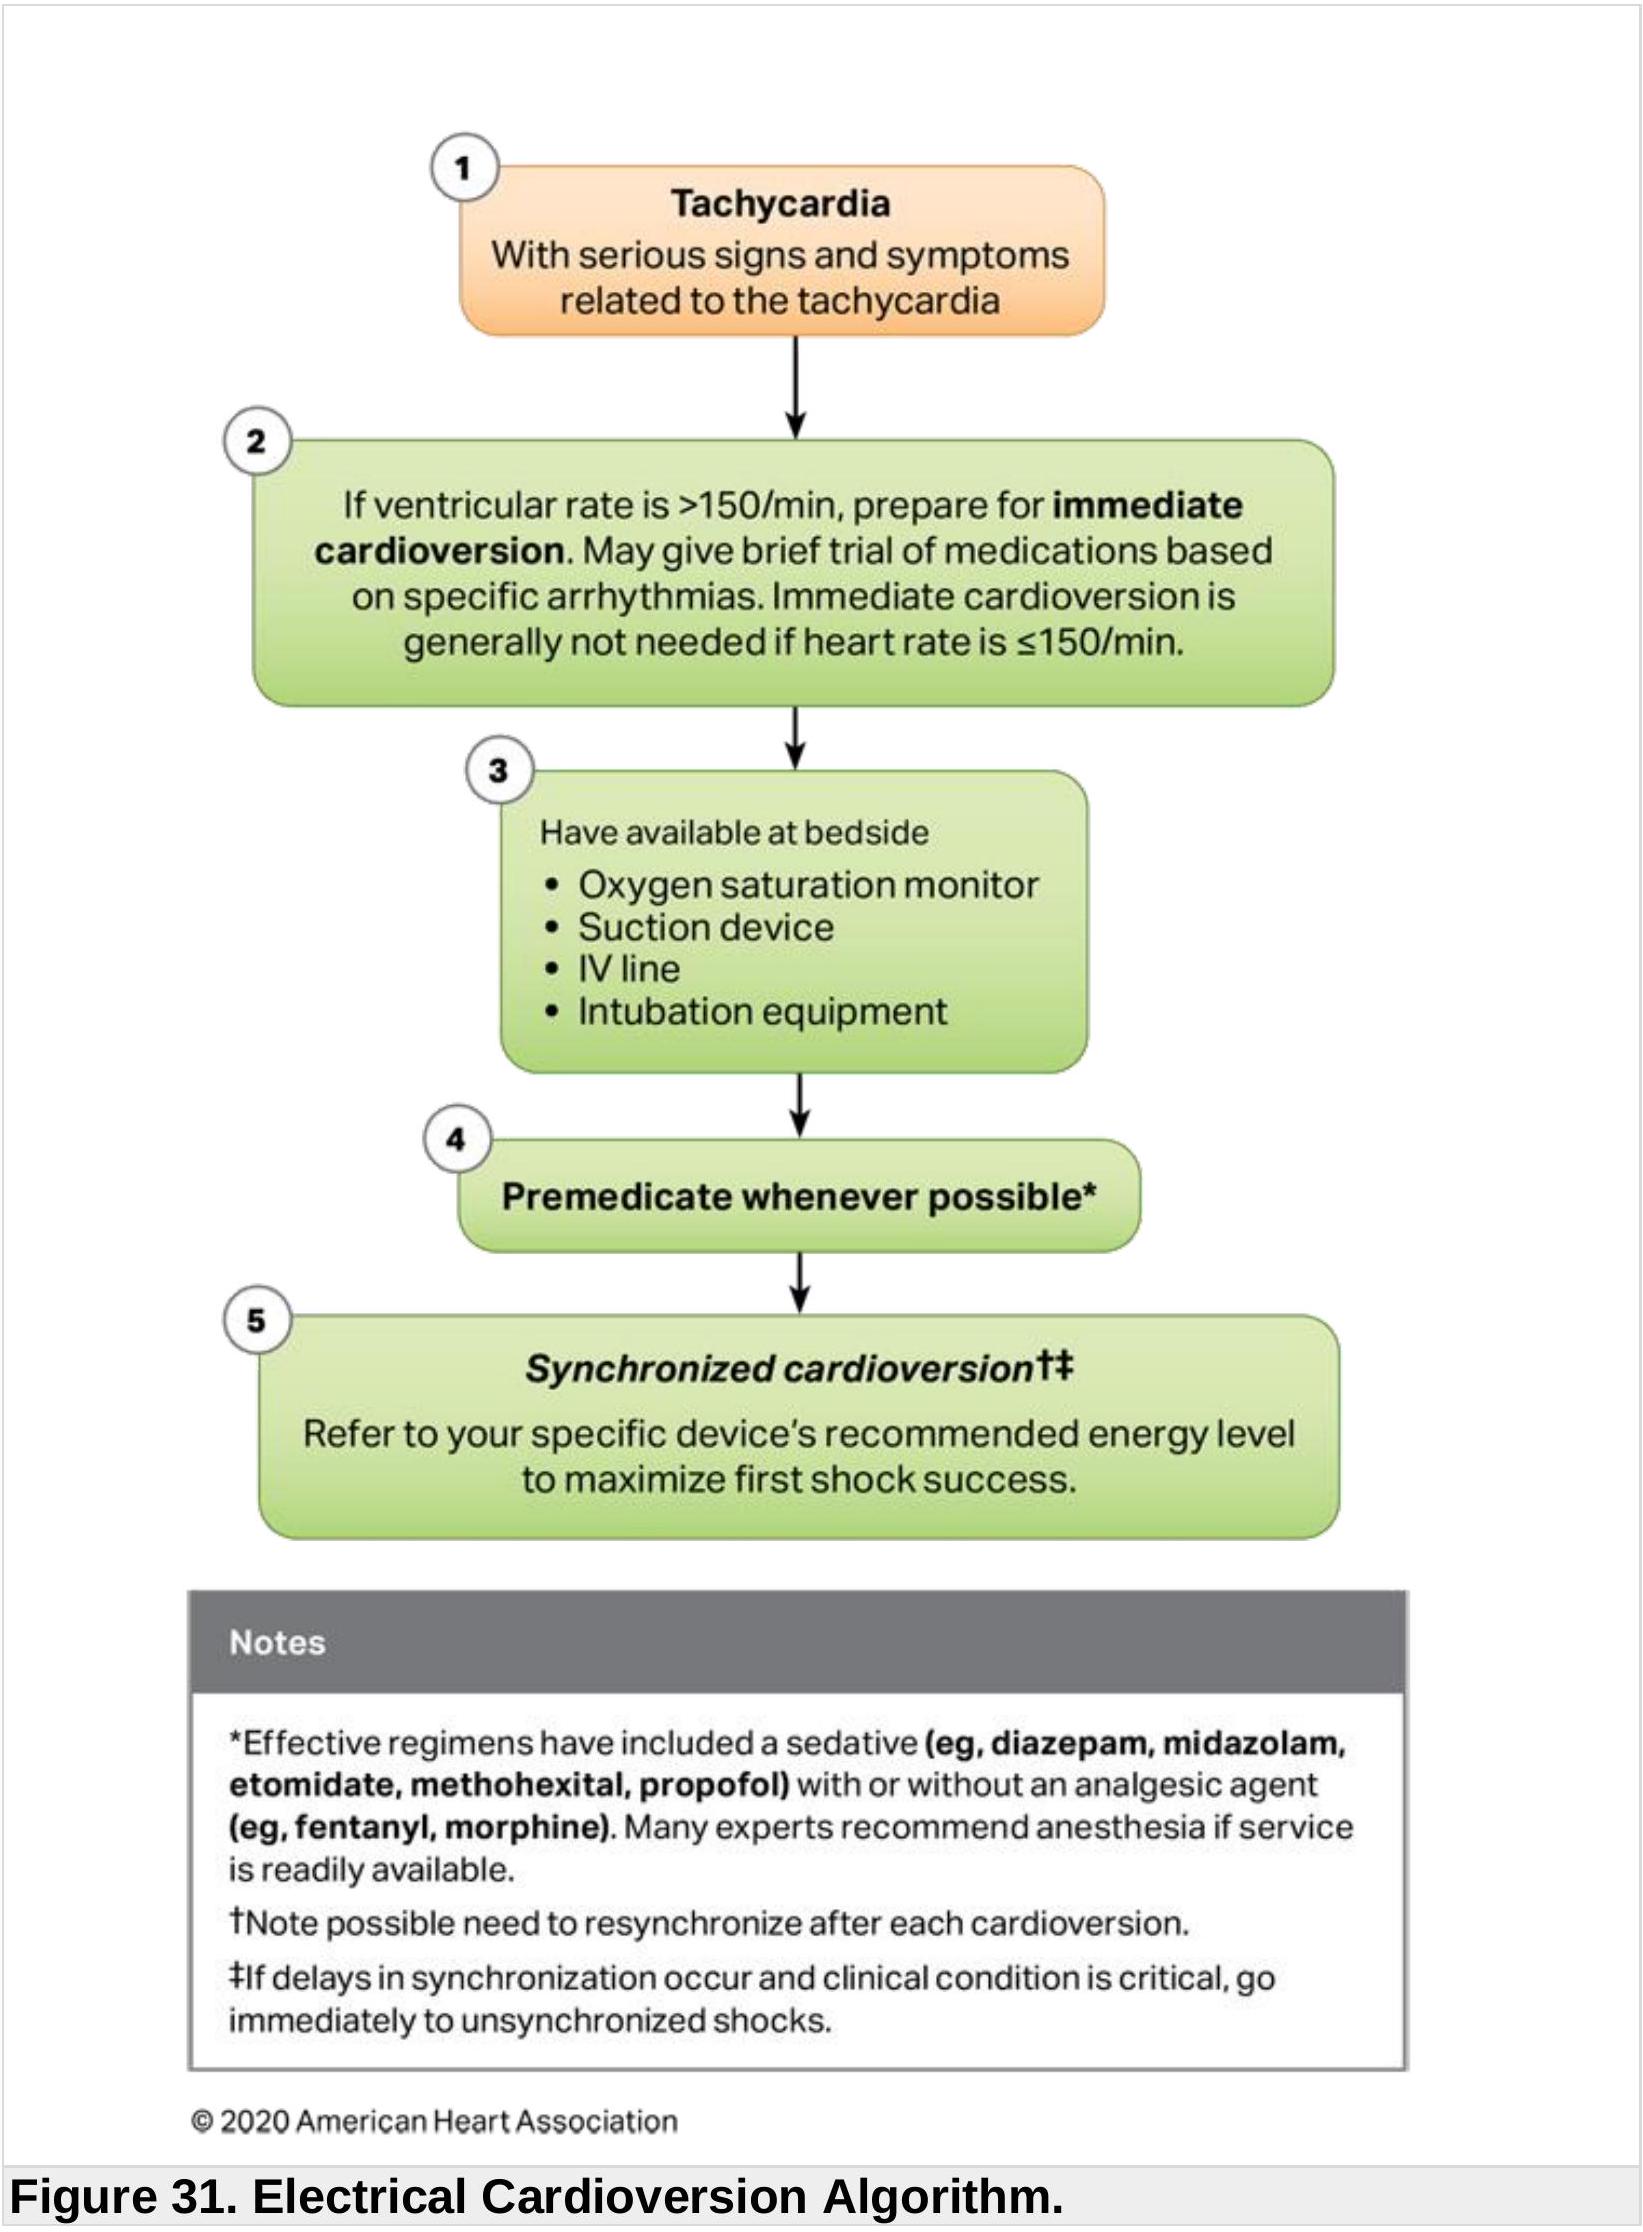 1
Tachycardia
With serious signs and symptoms
related to the tachycardia
2
If ventricular rate is >150/min, prepare for immediate
cardioversion. May give brief trial of medications based
on specific arrhythmias. Immediate cardioversion is
generally not needed if heart rate is ≤150/min.
3
Have available at bedside
• Oxygen saturation monitor
• Suction device
• IV line
• Intubation equipment
4
Premedicate whenever possible*
5
Synchronized cardioversion†‡
Refer to your specific device’s recommended energy level
to maximize first shock success.
Notes
*Effective regimens have included a sedative (eg, diazepam, midazolam,
etomidate, methohexital, propofol) with or without an analgesic agent
(eg, fentanyl, morphine). Many experts recommend anesthesia if service
is readily available.
†Note possible need to resynchronize after each cardioversion.
‡If delays in synchronization occur and clinical condition is critical, go
immediately to unsynchronized shocks.
© 2020 American Heart Association
Figure 31. Electrical Cardioversion Algorithm.